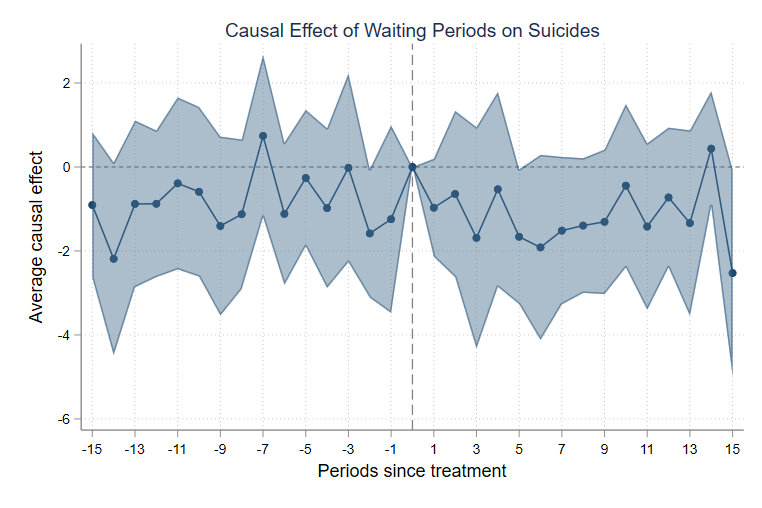 Causal Effect of Waiting Periods on Suicides
Average causal effect
2
0
-2
-4
-6
-15 -13 -11 -9 -7 -5 -3 -1 1 3 5 7 9 11 13 15
Periods since treatment